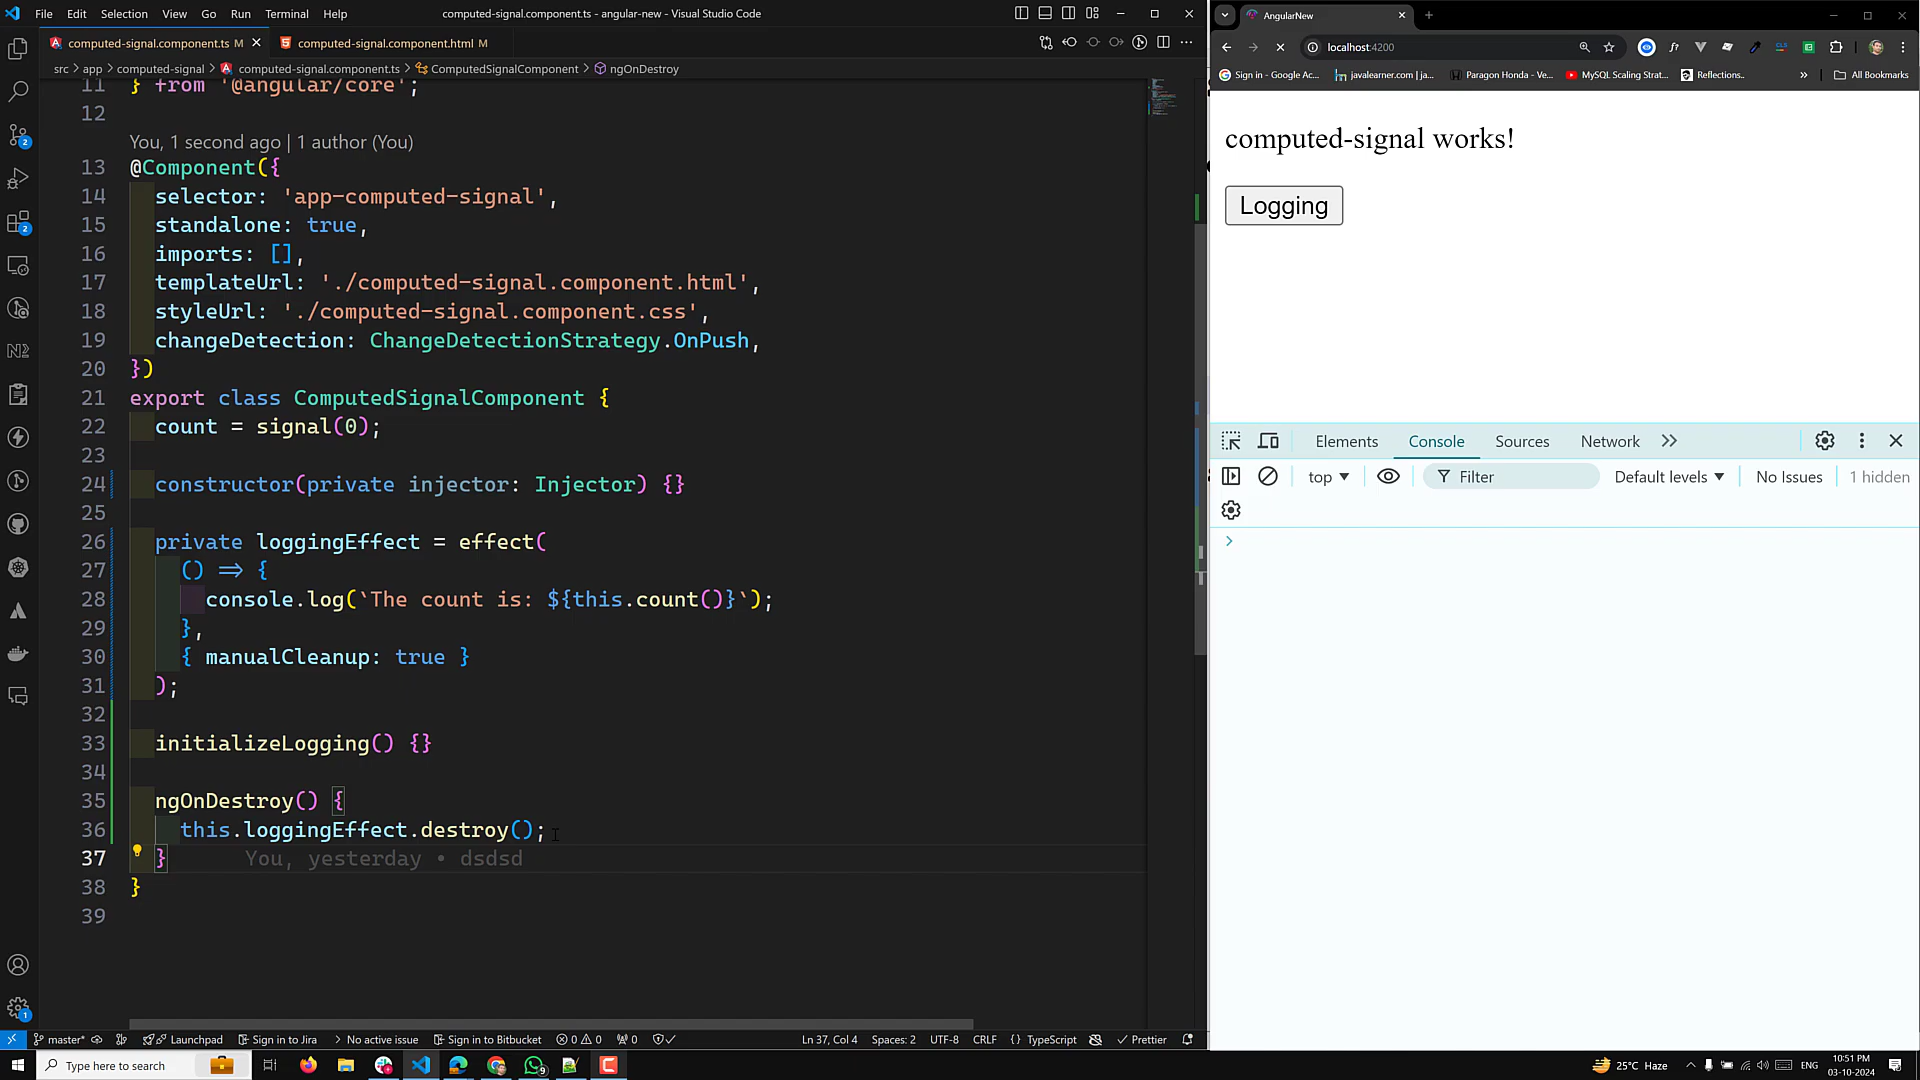 File Edit Selection View Go Run Terminal Help
computed-signal.component.ts - angular-new - Visual Studio Code
computed-signal.component.ts M
computed-signal.component.html M
src > app > computed-signal > computed-signal.component.ts > ComputedSignalComponent > ngOnDestroy
11 } from '@angular/core';
12
You, 1 second ago | 1 author (You)
13 @Component({
14 selector: 'app-computed-signal',
15 standalone: true,
16 imports: [],
17 templateUrl: './computed-signal.component.html',
18 styleUrl: './computed-signal.component.css',
19 changeDetection: ChangeDetectionStrategy.OnPush,
20 })
21 export class ComputedSignalComponent {
22 count = signal(0);
23
24 constructor(private injector: Injector) {}
25
26 private loggingEffect = effect(
27 () => {
28 console.log(`The count is: ${this.count()}`);
29 },
30 { manualCleanup: true }
31 );
32
33 initializeLogging() {}
34
35 ngOnDestroy() {
36 this.loggingEffect.destroy();
37 } You, yesterday • dsdsd
38 }
39
master* Launchpad Sign in to Jira No active issue Sign in to Bitbucket 0 0 0 Ln 37, Col 4 Spaces: 2 UTF-8 CRLF {} TypeScript Prettier
AngularNew
localhost:4200
Sign in - Google Ac... javalearner.com | ja... Paragon Honda - Ve... MySQL Scaling Strat... Reflections. » All Bookmarks
computed-signal works!
Logging
Elements Console Sources Network
top Filter Default levels No Issues 1 hidden
Type here to search
25°C Haze
ENG
10:51 PM
03-10-2024